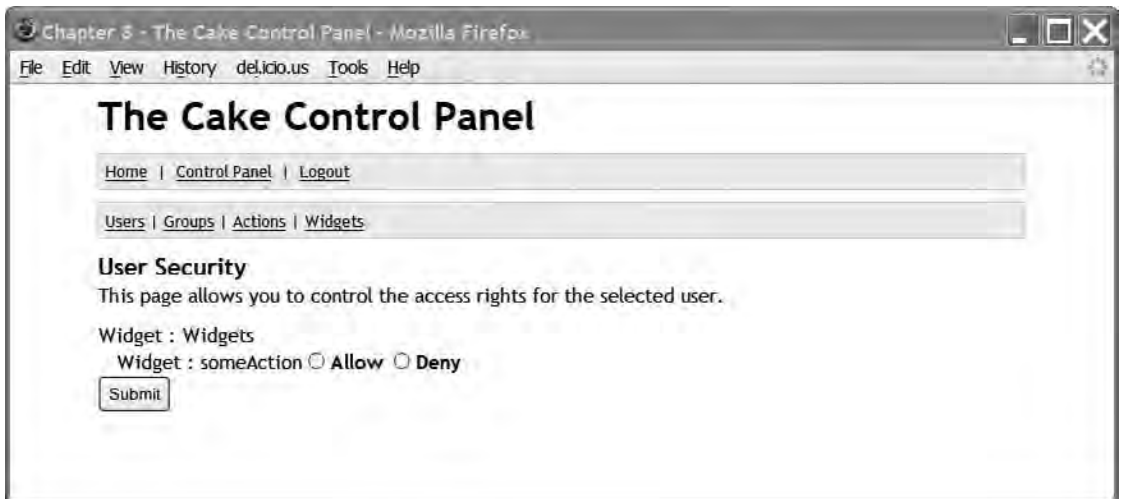 Chapter 8 - The Cake Control Panel - Mozilla Firefox
File Edit View History del.icio.us Tools Help
The Cake Control Panel
Home | Control Panel | Logout
Users | Groups | Actions | Widgets
User Security
This page allows you to control the access rights for the selected user.
Widget : Widgets
Widget : someAction Allow Deny
Submit